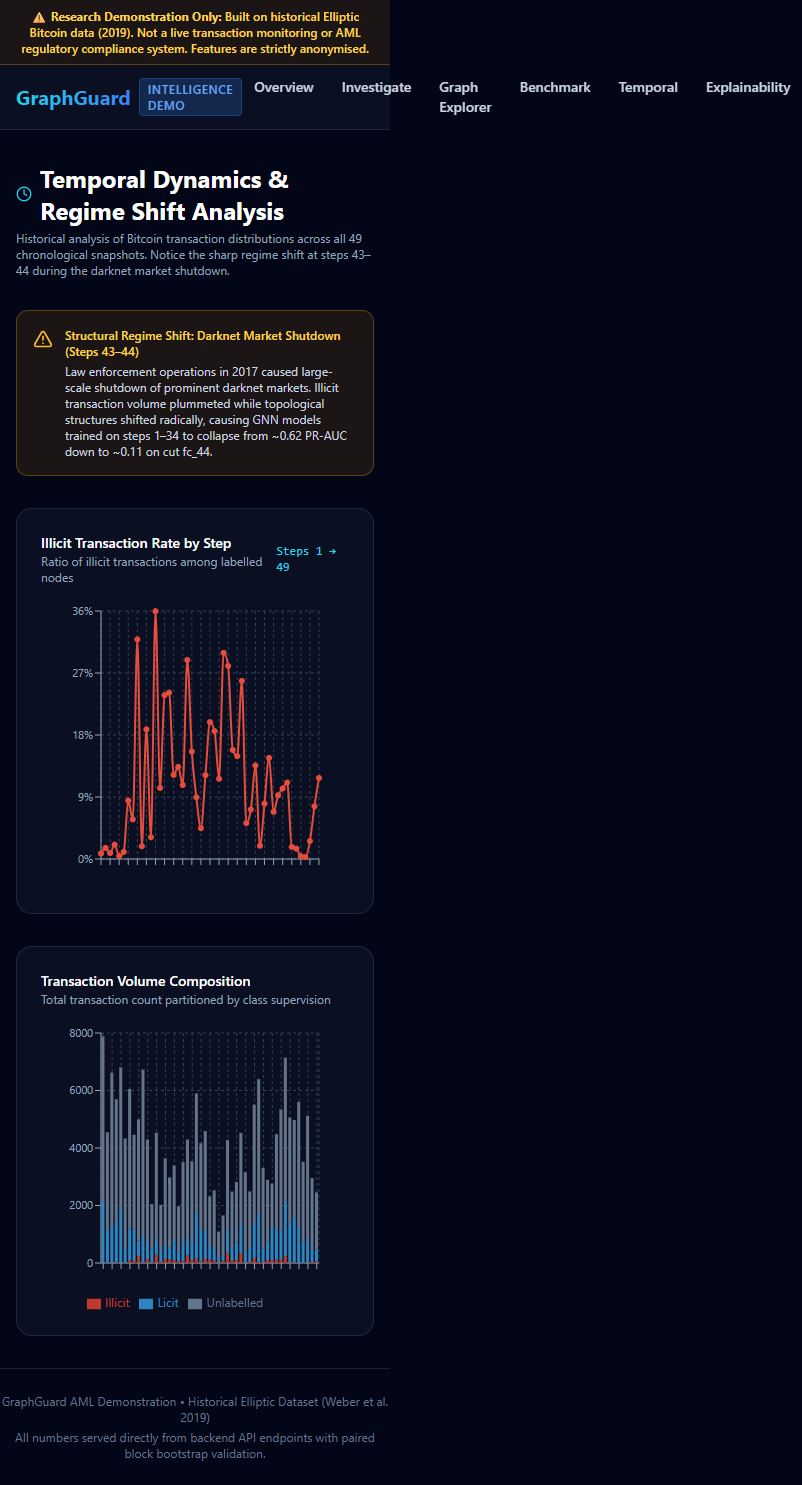 ⚠ Research Demonstration Only: Built on historical Elliptic
Bitcoin data (2019). Not a live transaction monitoring or AML
regulatory compliance system. Features are strictly anonymised.
GraphGuard
INTELLIGENCE
DEMO
Overview
Investigate
Graph
Explorer
Benchmark
Temporal
Explainability
Temporal Dynamics &
Regime Shift Analysis
Historical analysis of Bitcoin transaction distributions across all 49
chronological snapshots. Notice the sharp regime shift at steps 43–
44 during the darknet market shutdown.
Structural Regime Shift: Darknet Market Shutdown
(Steps 43–44)
Law enforcement operations in 2017 caused large-
scale shutdown of prominent darknet markets. Illicit
transaction volume plummeted while topological
structures shifted radically, causing GNN models
trained on steps 1–34 to collapse from ~0.62 PR-AUC
down to ~0.11 on cut fc_44.
Illicit Transaction Rate by Step
Ratio of illicit transactions among labelled
nodes
Steps 1 →
49
36%
27%
18%
9%
0%
Transaction Volume Composition
Total transaction count partitioned by class supervision
8000
6000
4000
2000
0
Illicit
Licit
Unlabelled
GraphGuard AML Demonstration • Historical Elliptic Dataset (Weber et al.
2019)
All numbers served directly from backend API endpoints with paired
block bootstrap validation.